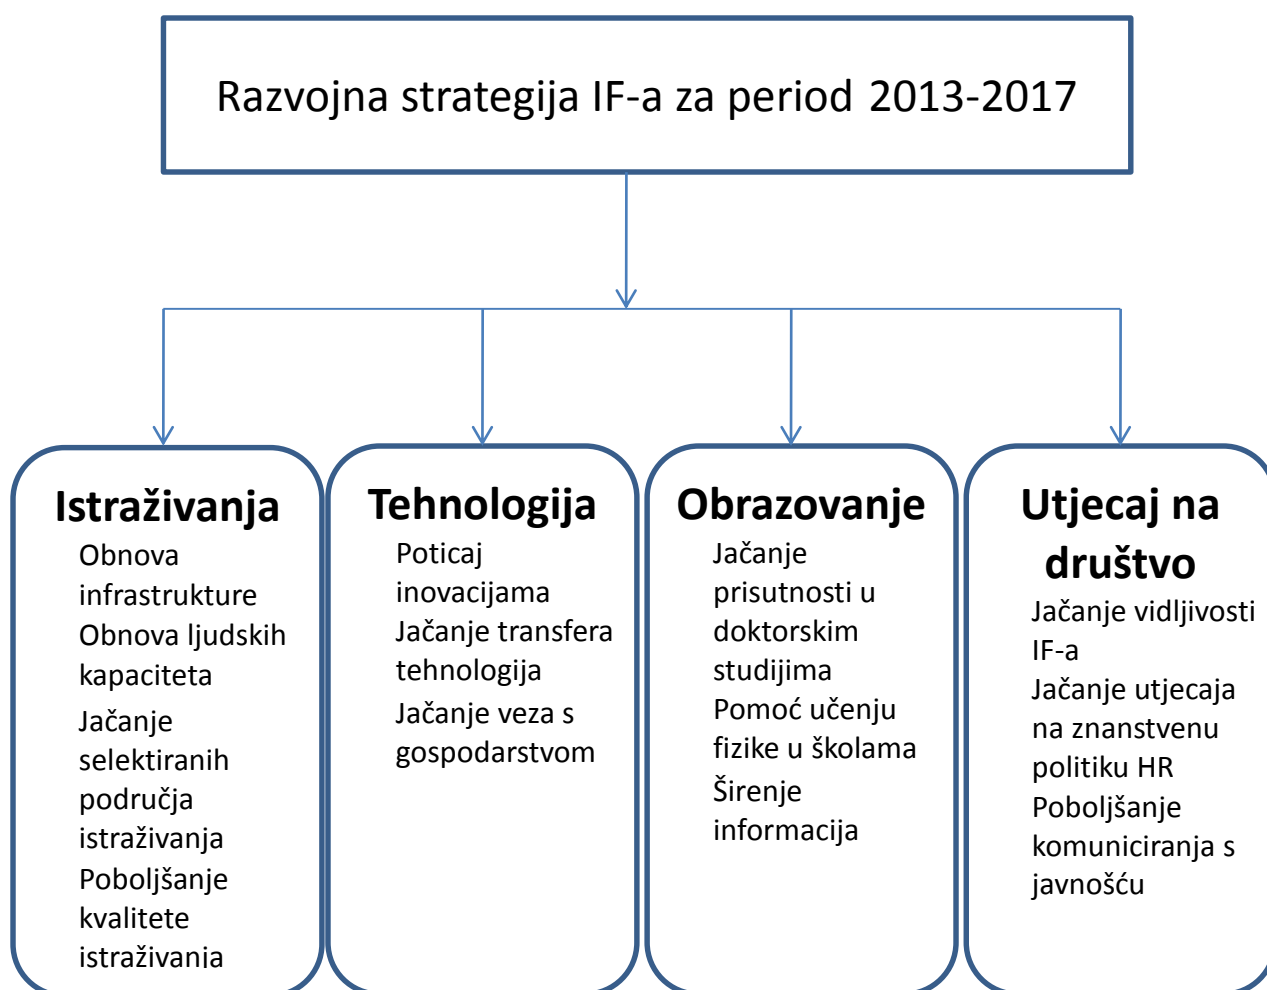 Razvojna strategija IF-a za period 2013-2017
Istraživanja
Obnova
infrastrukture
Obnova ljudskih
kapaciteta
Jačanje
selektiranih
područja
istraživanja
Poboljšanje
kvalitete
istraživanja
Tehnologija
Poticaj
inovacijama
Jačanje transfera
tehnologija
Jačanje veza s
gospodarstvom
Obrazovanje
Jačanje
prisutnosti u
doktorskim
studijima
Pomoć učenju
fizike u školama
Širenje
informacija
Utjecaj na
društvo
Jačanje vidljivosti
IF-a
Jačanje utjecaja
na znanstvenu
politiku HR
Poboljšanje
komuniciranja s
javnošću